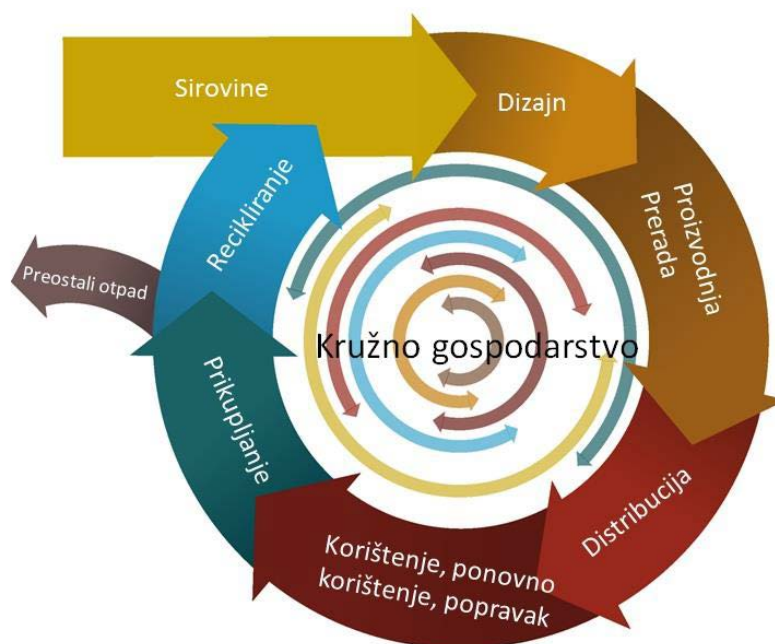 Sirovine
Dizajn
Proizvodnja
Prerada
Distribucija
Korištenje, ponovno
korištenje, popravak
Prikupljanje
Recikliranje
Preostali otpad
Kružno gospodarstvo